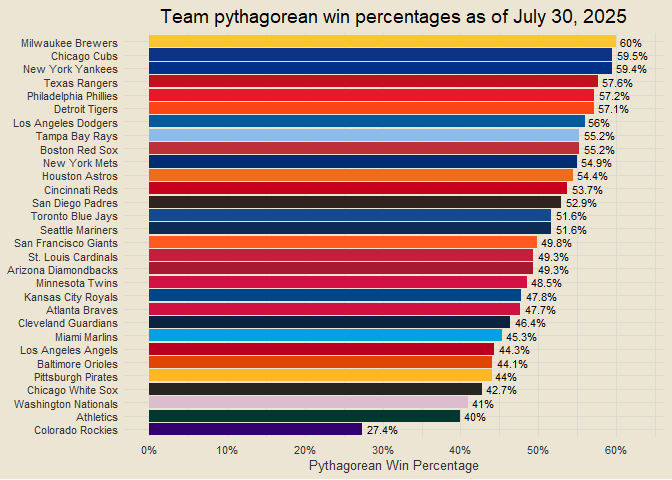 Team pythagorean win percentages as of July 30, 2025
Milwaukee Brewers 60%
Chicago Cubs 59.5%
New York Yankees 59.4%
Texas Rangers 57.6%
Philadelphia Phillies 57.2%
Detroit Tigers 57.1%
Los Angeles Dodgers 56%
Tampa Bay Rays 55.2%
Boston Red Sox 55.2%
New York Mets 54.9%
Houston Astros 54.4%
Cincinnati Reds 53.7%
San Diego Padres 52.9%
Toronto Blue Jays 51.6%
Seattle Mariners 51.6%
San Francisco Giants 49.8%
St. Louis Cardinals 49.3%
Arizona Diamondbacks 49.3%
Minnesota Twins 48.5%
Kansas City Royals 47.8%
Atlanta Braves 47.7%
Cleveland Guardians 46.4%
Miami Marlins 45.3%
Los Angeles Angels 44.3%
Baltimore Orioles 44.1%
Pittsburgh Pirates 44%
Chicago White Sox 42.7%
Washington Nationals 41%
Athletics 40%
Colorado Rockies 27.4%
0% 10% 20% 30% 40% 50% 60%
Pythagorean Win Percentage